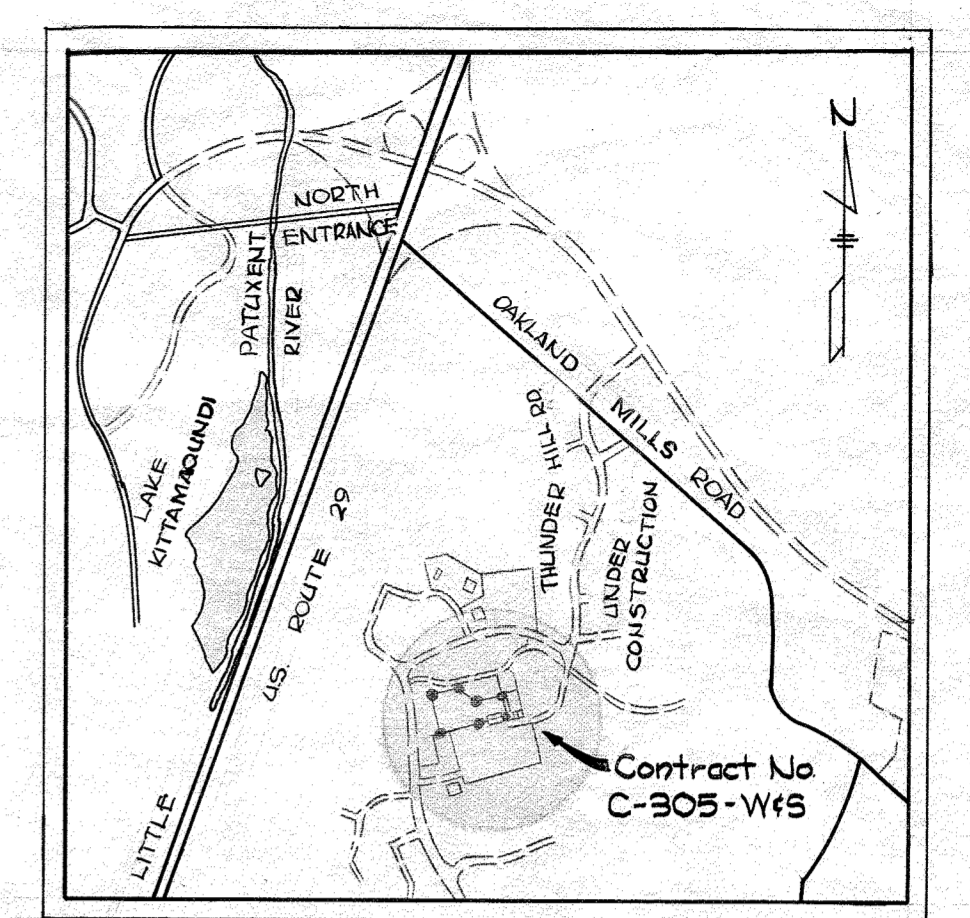 N
NORTH
ENTRANCE
PATUXENT
RIVER
OAKLAND MILLS ROAD
THUNDER HILL RD
UNDER
CONSTRUCTION
LAKE
KITTAMAQUNDI
U.S. ROUTE 29
LITTLE
Contract No.
C-305-W&S